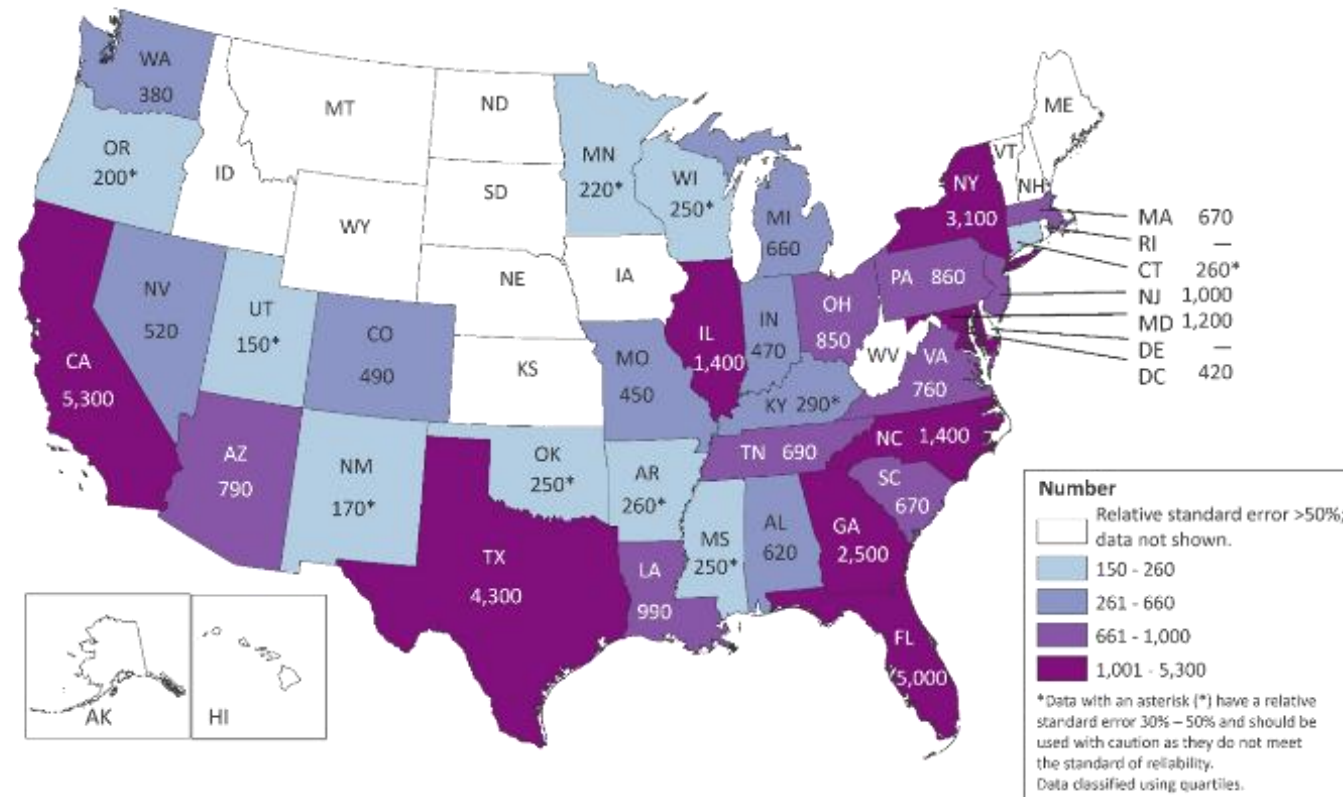 WA
380
MT
ND
ME
OR
200*
ID
MN
220*
VT
SD
WI
250*
NY
3,100
NH
MI
660
WY
MA 670
RI —
CT 260*
NJ 1,000
MD 1,200
DE —
DC 420
NE
IA
PA 860
NV
520
UT
150*
CO
490
OH
850
IL
1,400
IN
470
WV
VA
760
CA
5,300
KS
MO
450
KY 290*
AZ
790
NM
170*
OK
250*
AR
260*
TN 690
NC 1,400
SC
670
MS
250*
AL
620
GA
2,500
TX
4,300
LA
990
FL
5,000
AK
HI
Number
Relative standard error >50%;
data not shown.
150 - 260
261 - 660
661 - 1,000
1,001 - 5,300
*Data with an asterisk (*) have a relative
standard error 30% – 50% and should be
used with caution as they do not meet
the standard of reliability.
Data classified using quartiles.